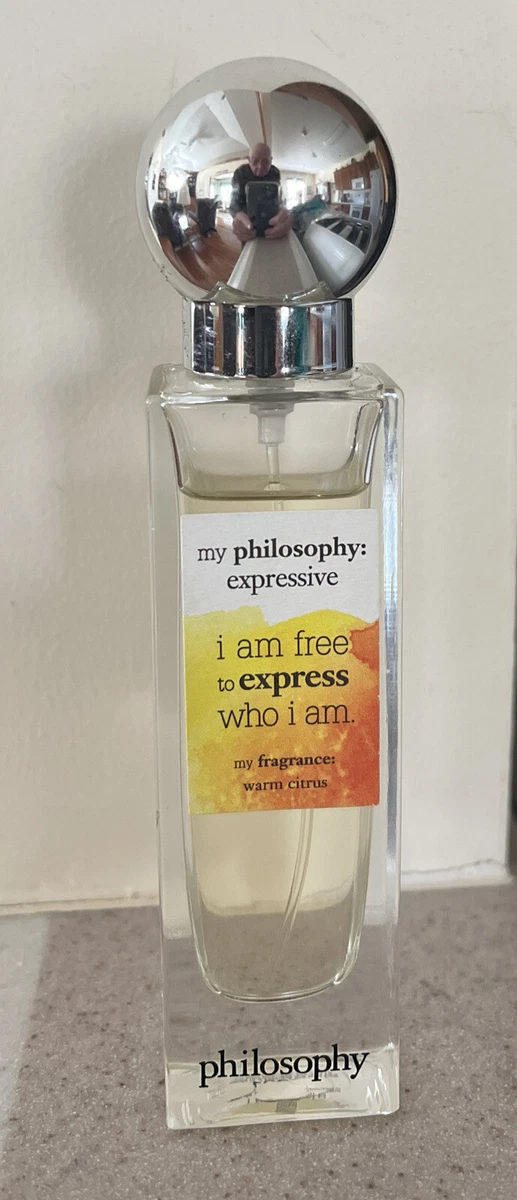 my philosophy:
expressive
i am free
to express
who i am.
my fragrance:
warm citrus
philosophy